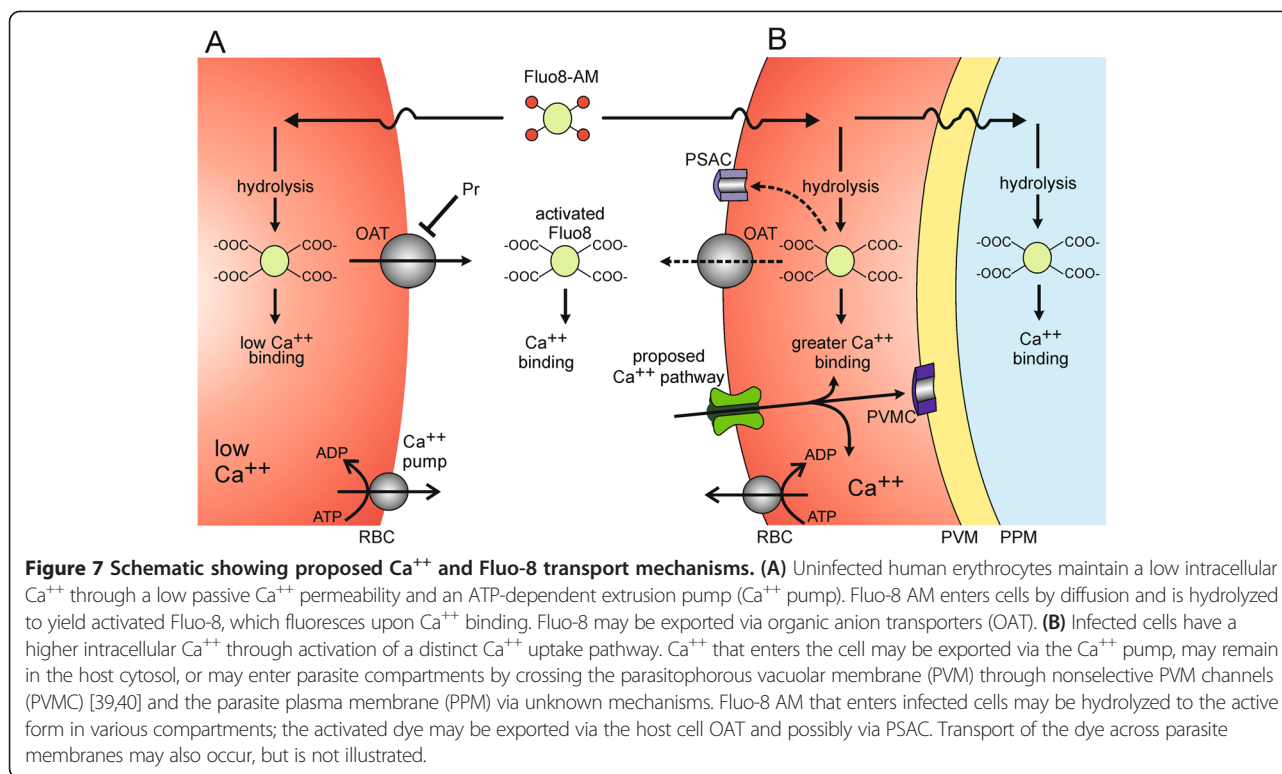 A
B
Fluo8-AM
PSAC
hydrolysis
Pr
hydrolysis
hydrolysis
OAT
activated
Fluo8
OAT
-OOC COO-
-OOC COO-
-OOC COO-
-OOC COO-
-OOC COO-
-OOC COO-
-OOC COO-
-OOC COO-
low Ca++
binding
Ca++
binding
greater Ca++
binding
Ca++
binding
proposed
Ca++ pathway
PVMC
low
Ca++
ADP
Ca++
pump
ATP
RBC
ADP
Ca++
ATP
RBC
PVM PPM
Figure 7 Schematic showing proposed Ca++ and Fluo-8 transport mechanisms. (A) Uninfected human erythrocytes maintain a low intracellular
Ca++ through a low passive Ca++ permeability and an ATP-dependent extrusion pump (Ca++ pump). Fluo-8 AM enters cells by diffusion and is hydrolyzed
to yield activated Fluo-8, which fluoresces upon Ca++ binding. Fluo-8 may be exported via organic anion transporters (OAT). (B) Infected cells have a
higher intracellular Ca++ through activation of a distinct Ca++ uptake pathway. Ca++ that enters the cell may be exported via the Ca++ pump, may remain
in the host cytosol, or may enter parasite compartments by crossing the parasitophorous vacuolar membrane (PVM) through nonselective PVM channels
(PVMC) [39,40] and the parasite plasma membrane (PPM) via unknown mechanisms. Fluo-8 AM that enters infected cells may be hydrolyzed to the active
form in various compartments; the activated dye may be exported via the host cell OAT and possibly via PSAC. Transport of the dye across parasite
membranes may also occur, but is not illustrated.